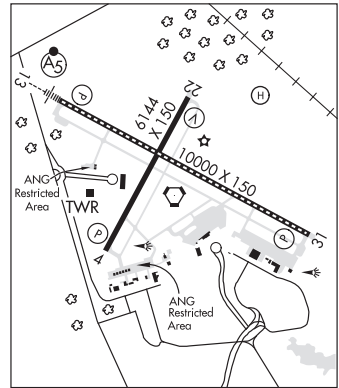 A5
13
P
H
22
V
6144
X 150
10000 X 150
ANG
Restricted
Area
TWR
P
4
P
31
ANG
Restricted
Area